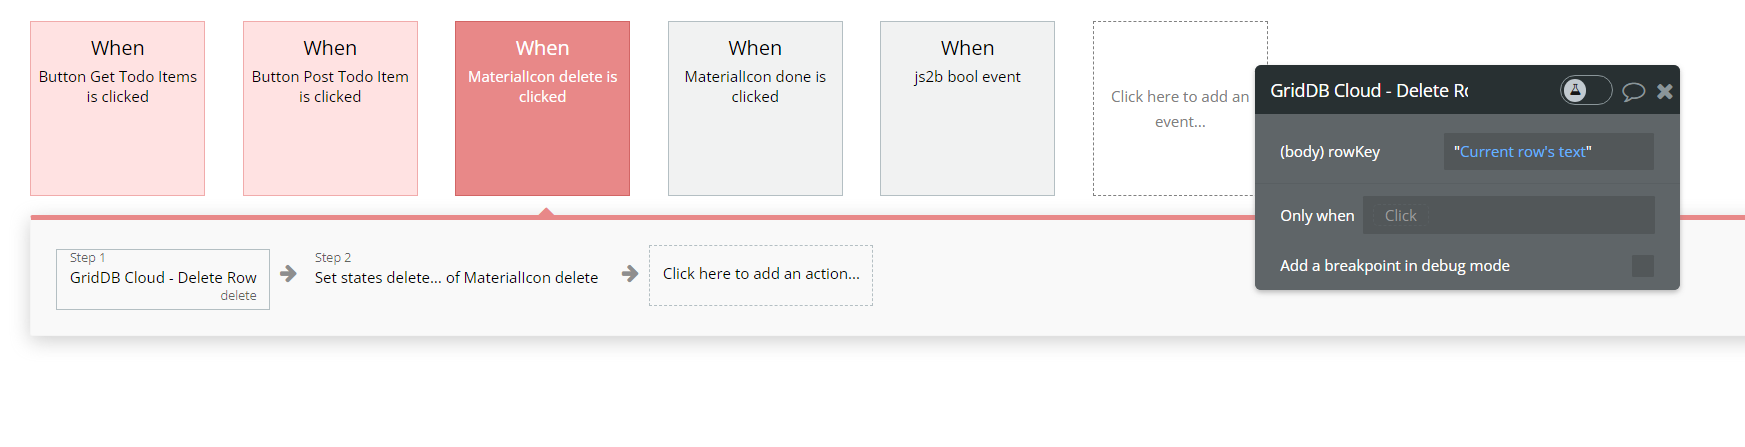 When
Button Get Todo Items
is clicked
When
Button Post Todo Item
is clicked
When
MaterialIcon delete is
clicked
When
MaterialIcon done is
clicked
When
js2b bool event
Click here to add an
event...
GridDB Cloud - Delete Ro
(body) rowKey
"Current row's text"
Only when
Click
Add a breakpoint in debug mode
Step 1
GridDB Cloud - Delete Row
delete
Step 2
Set states delete... of MaterialIcon delete
Click here to add an action...